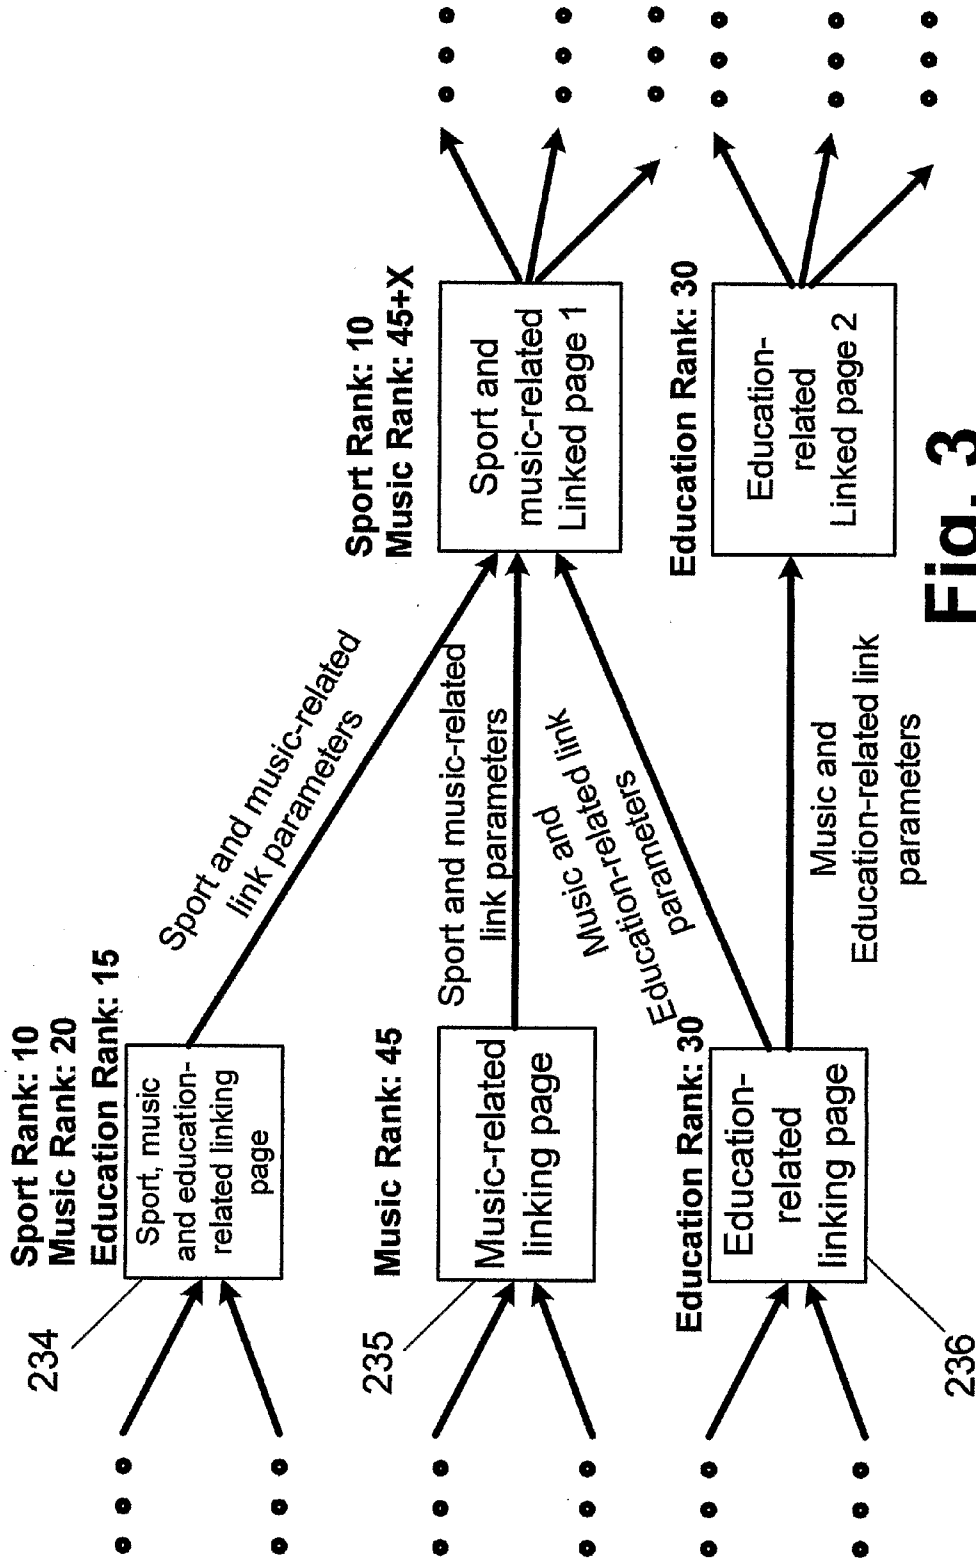 Sport Rank: 10
Music Rank: 20
Education Rank: 15
234
Sport, music
and education-
related linking
page
Sport and music-related
link parameters
Sport Rank: 10
Music Rank: 45+X
Sport and
music-related
Linked page 1
Music Rank: 45
235
Music-related
linking page
Sport and music-related
link parameters
Music and
Education-related link
parameters
Education Rank: 30
236
Education-
related
linking page
Music and
Education-related link
parameters
Education Rank: 30
Education-
related
Linked page 2
Fig. 3